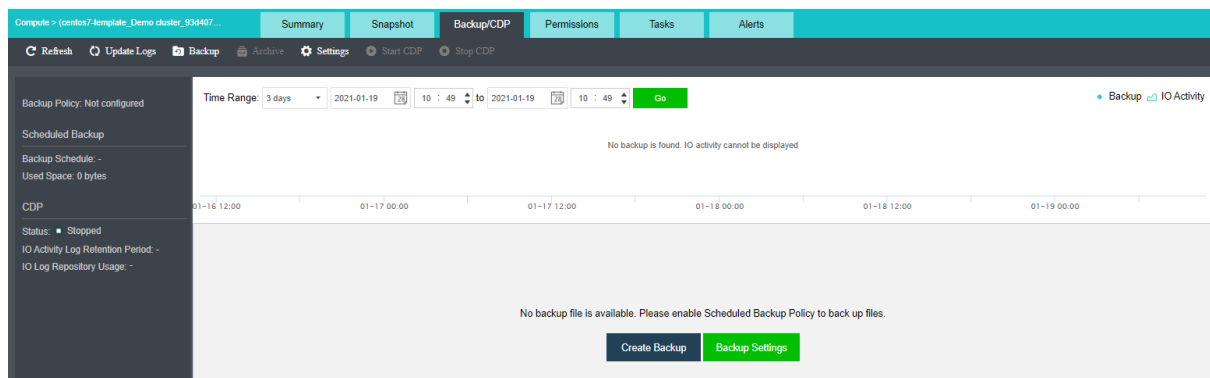 Compute > (centos7-template_Demo cluster_93d407...
Summary
Snapshot
Backup/CDP
Permissions
Tasks
Alerts
Refresh
Update Logs
Backup
Archive
Settings
Start CDP
Stop CDP
Backup Policy: Not configured
Scheduled Backup
Backup Schedule: -
Used Space: 0 bytes
CDP
Status: Stopped
IO Activity Log Retention Period: -
IO Log Repository Usage: -
Time Range: 3 days 2021-01-19 28 10 : 49 to 2021-01-19 28 10 : 49 Go
Backup IO Activity
No backup is found. IO activity cannot be displayed
01-16 12:00 01-17 00:00 01-17 12:00 01-18 00:00 01-18 12:00 01-19 00:00
No backup file is available. Please enable Scheduled Backup Policy to back up files.
Create Backup
Backup Settings